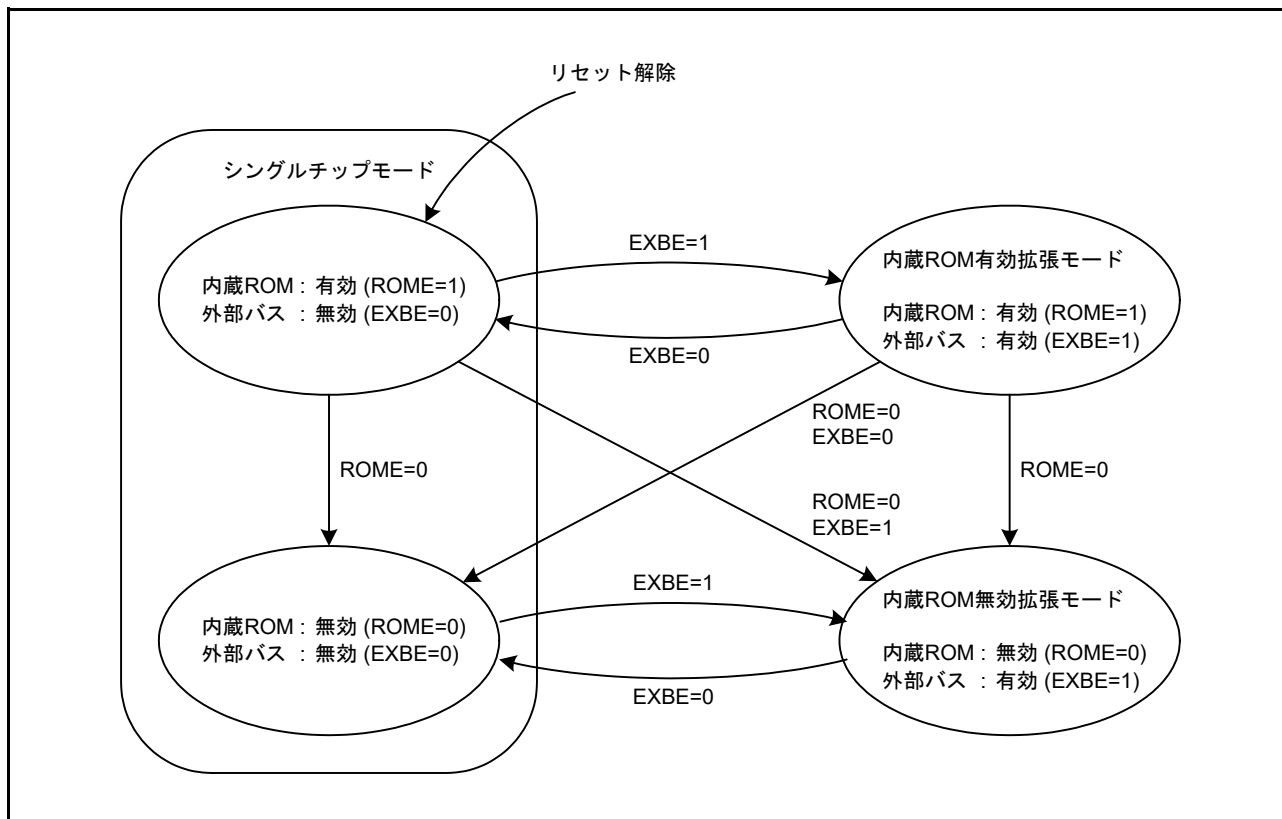 リセット解除
シングルチップモード
内蔵ROM : 有効 (ROME=1)
外部バス : 無効 (EXBE=0)
EXBE=1
EXBE=0
内蔵ROM有効拡張モード
内蔵ROM : 有効 (ROME=1)
外部バス : 有効 (EXBE=1)
ROME=0
ROME=0
EXBE=0
ROME=0
EXBE=1
ROME=0
内蔵ROM : 無効 (ROME=0)
外部バス : 無効 (EXBE=0)
EXBE=1
EXBE=0
内蔵ROM無効拡張モード
内蔵ROM : 無効 (ROME=0)
外部バス : 有効 (EXBE=1)